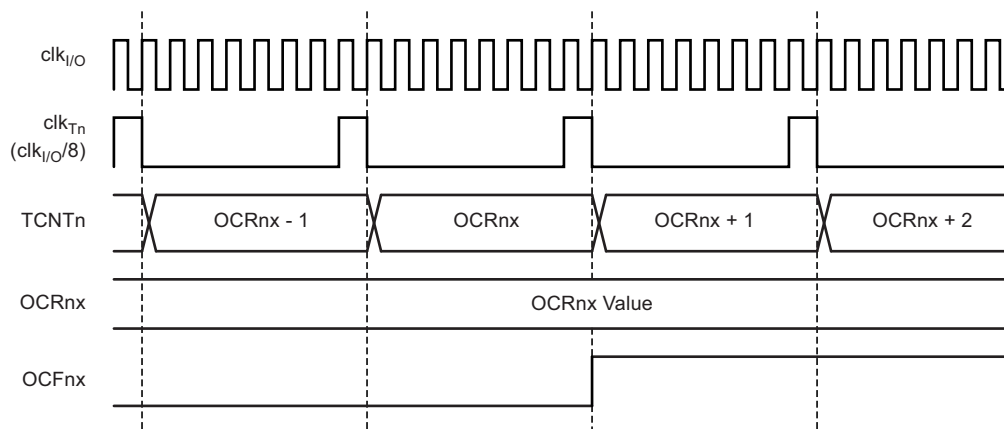 clkI/O
clkTn
(clkI/O/8)
TCNTn OCRnx - 1 OCRnx OCRnx + 1 OCRnx + 2
OCRnx OCRnx Value
OCFnx